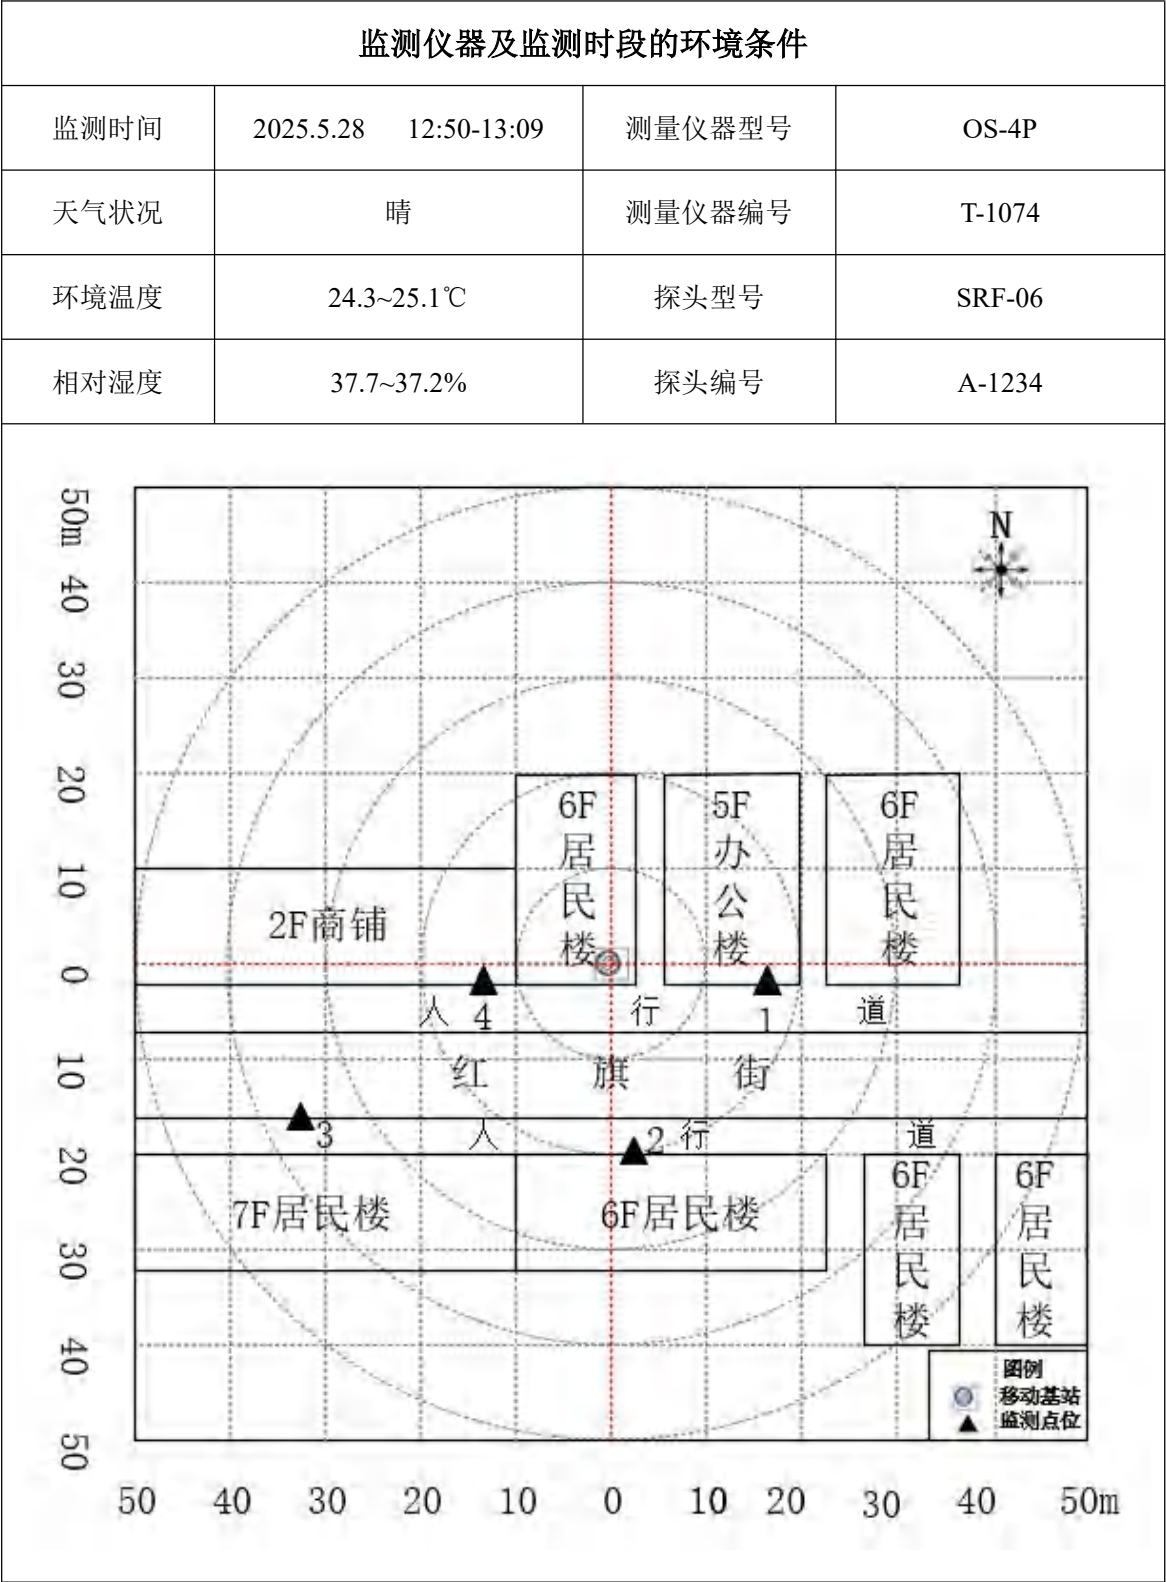 监测仪器及监测时段的环境条件
监测时间 2025.5.28 12:50-13:09 测量仪器型号 OS-4P
天气状况 晴 测量仪器编号 T-1074
环境温度 24.3~25.1℃ 探头型号 SRF-06
相对湿度 37.7~37.2% 探头编号 A-1234
50m
40
30
20
10
0
10
20
30
40
50
N
6F居民楼
5F办公楼
6F居民楼
2F商铺
人 4 行 1 道
红 旗 街
3 人 2 行 道
7F居民楼
6F居民楼
6F居民楼
6F居民楼
图例
移动基站
监测点位
50 40 30 20 10 0 10 20 30 40 50m